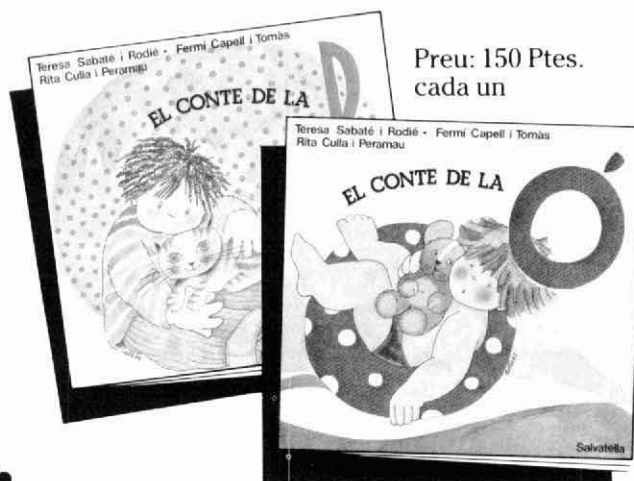 Teresa Sabaté i Rodié - Fermí Capell i Tomàs
Rita Culla i Peramau
EL CONTE DE LA
Preu: 150 Ptes.
cada un
Teresa Sabaté i Rodié - Fermí Capell i Tomàs
Rita Culla i Peramau
EL CONTE DE LA
Ò
Salvatella